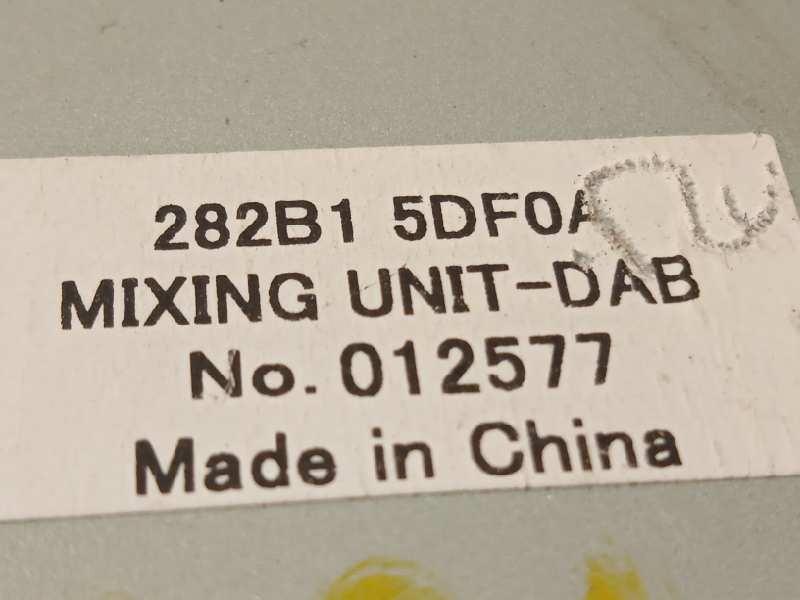 282B1 5DF0A
MIXING UNIT-DAB
No. 012577
Made in China